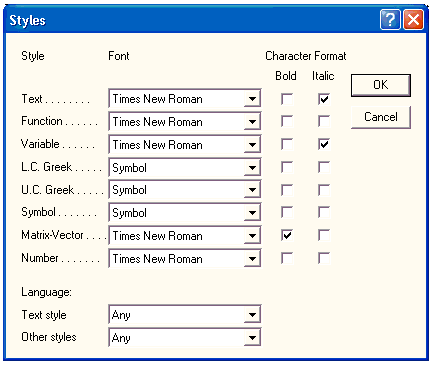 Styles
Style Font Character Format
Bold Italic
OK
Text . . . . . . . . Times New Roman
Cancel
Function . . . . . . Times New Roman
Variable . . . . . . Times New Roman
L.C. Greek . . . . . Symbol
U.C. Greek . . . . . Symbol
Symbol . . . . . . . Symbol
Matrix-Vector . . . . Times New Roman
Number . . . . . . . Times New Roman
Language:
Text style Any
Other styles Any